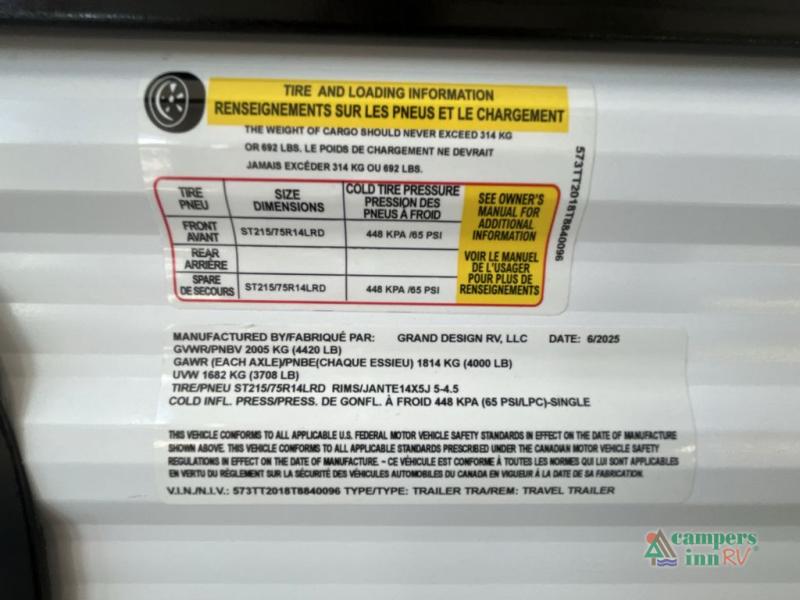 TIRE AND LOADING INFORMATION
RENSEIGNEMENTS SUR LES PNEUS ET LE CHARGEMENT
THE WEIGHT OF CARGO SHOULD NEVER EXCEED 314 KG
OR 692 LBS. LE POIDS DE CHARGEMENT NE DEVRAIT
JAMAIS EXCÉDER 314 KG OU 692 LBS.
573TT2018T8840096
TIRE
PNEU
SIZE
DIMENSIONS
COLD TIRE PRESSURE
PRESSION DES
PNEUS À FROID
SEE OWNER'S
MANUAL FOR
ADDITIONAL
INFORMATION
VOIR LE MANUEL
DE L'USAGER
POUR PLUS DE
RENSEIGNEMENTS
FRONT
AVANT
ST215/75R14LRD
448 KPA /65 PSI
REAR
ARRIÈRE
SPARE
DE SECOURS
ST215/75R14LRD
448 KPA /65 PSI
MANUFACTURED BY/FABRIQUÉ PAR: GRAND DESIGN RV, LLC DATE: 6/2025
GVWR/PNBV 2005 KG (4420 LB)
GAWR (EACH AXLE)/PNBE(CHAQUE ESSIEU) 1814 KG (4000 LB)
UVW 1682 KG (3708 LB)
TIRE/PNEU ST215/75R14LRD RIMS/JANTE14X5J 5-4.5
COLD INFL. PRESS/PRESS. DE GONFL. À FROID 448 KPA (65 PSI/LPC)-SINGLE
THIS VEHICLE CONFORMS TO ALL APPLICABLE U.S. FEDERAL MOTOR VEHICLE SAFETY STANDARDS IN EFFECT ON THE DATE OF MANUFACTURE
SHOWN ABOVE. THIS VEHICLE CONFORMS TO ALL APPLICABLE STANDARDS PRESCRIBED UNDER THE CANADIAN MOTOR VEHICLE SAFETY
REGULATIONS IN EFFECT ON THE DATE OF MANUFACTURE. – CE VÉHICULE EST CONFORME À TOUTES LES NORMES QUI LUI SONT APPLICABLES
EN VERTU DU RÈGLEMENT SUR LA SÉCURITÉ DES VÉHICULES AUTOMOBILES DU CANADA EN VIGUEUR À LA DATE DE SA FABRICATION.
V.I.N./N.I.V.: 573TT2018T8840096 TYPE/TYPE: TRAILER TRA/REM: TRAVEL TRAILER
campers
inn RV®